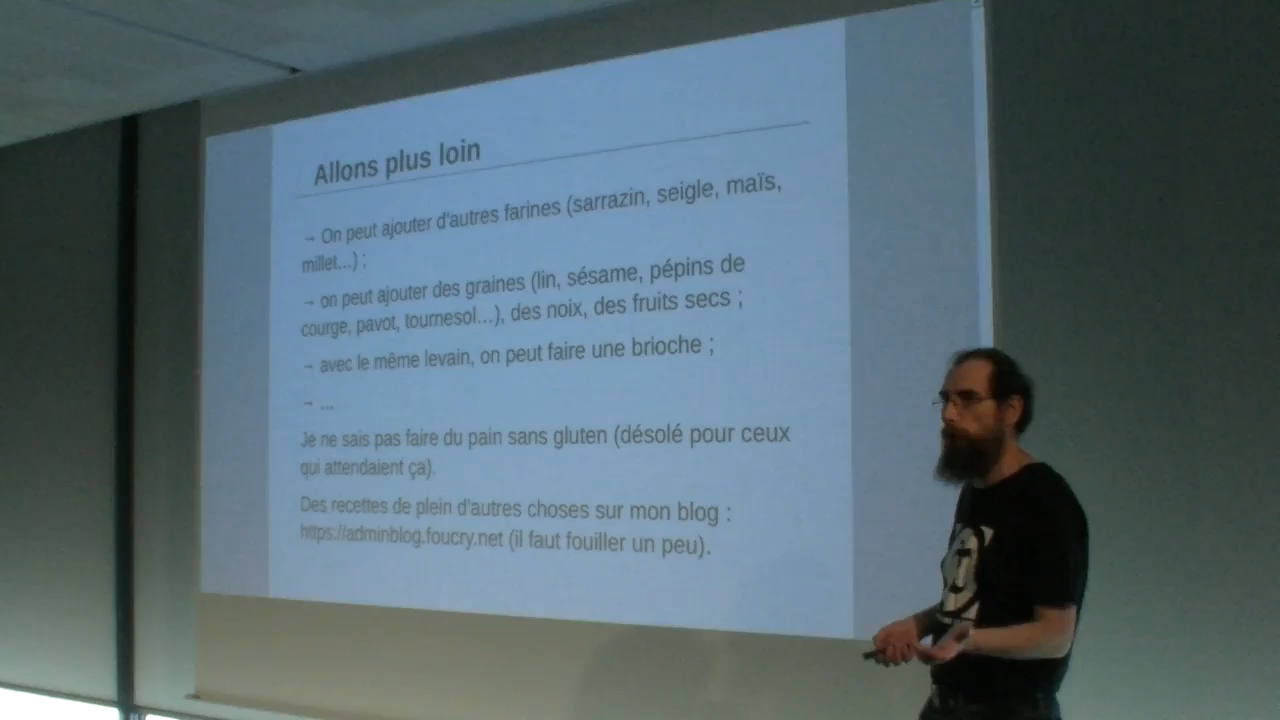 Allons plus loin
→ On peut ajouter d'autres farines (sarrazin, seigle, maïs,
millet...) ;
→ on peut ajouter des graines (lin, sésame, pépins de
courge, pavot, tournesol...), des noix, des fruits secs ;
→ avec le même levain, on peut faire une brioche ;
→ ...
Je ne sais pas faire du pain sans gluten (désolé pour ceux
qui attendaient ça).
Des recettes de plein d'autres choses sur mon blog :
https://adminblog.foucry.net (il faut fouiller un peu).